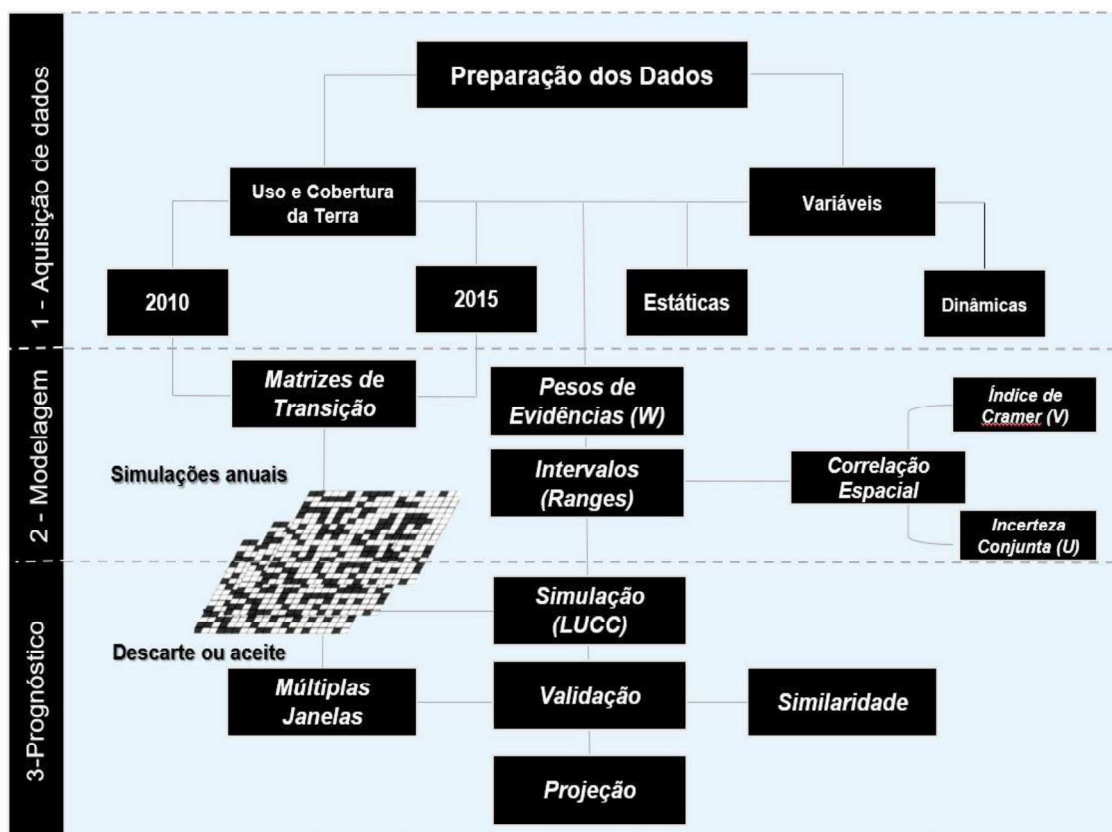 1 - Aquisição de dados
Preparação dos Dados
Uso e Cobertura
da Terra
Variáveis
2010
2015
Estáticas
Dinâmicas
2 - Modelagem
Matrizes de
Transição
Pesos de
Evidências (W)
Índice de
Cramer (V)
Simulações anuais
Intervalos
(Ranges)
Correlação
Espacial
Incerteza
Conjunta (U)
3-Prognóstico
Simulação
(LUCC)
Descarte ou aceite
Múltiplas
Janelas
Validação
Similaridade
Projeção